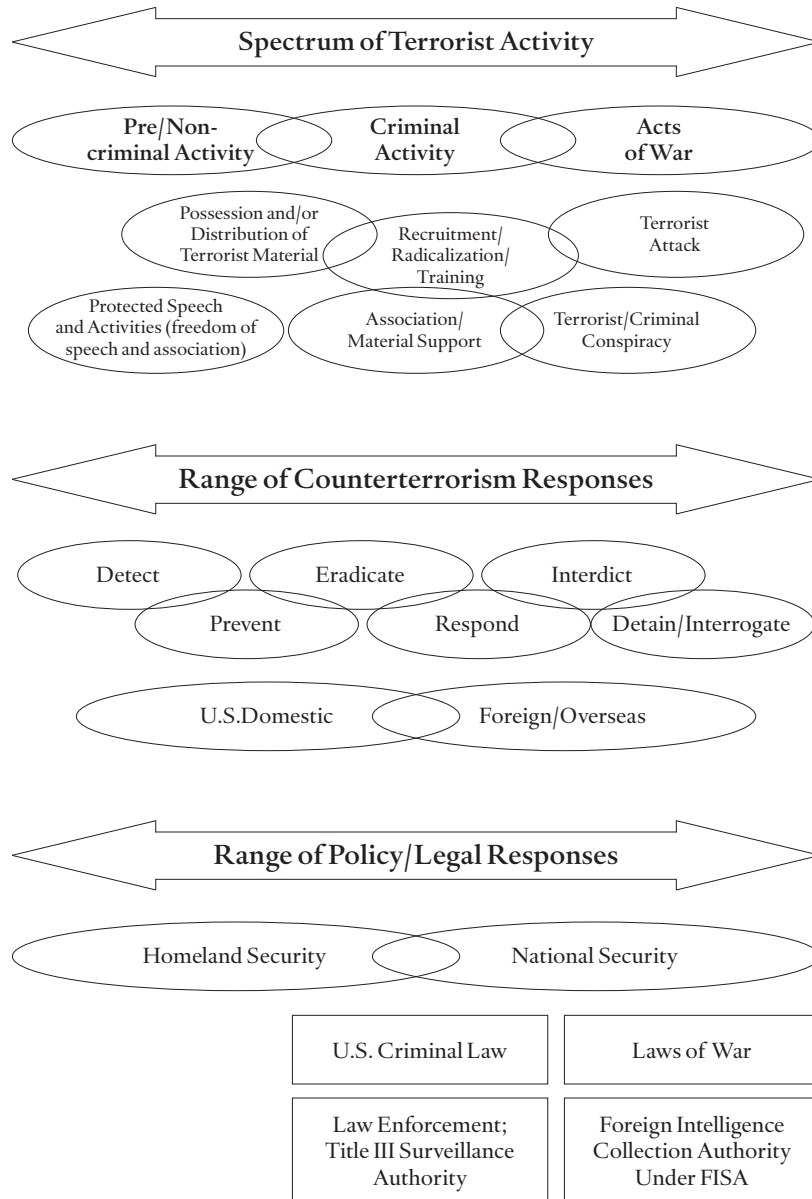 Spectrum of Terrorist Activity
Pre/Non-
criminal Activity
Criminal
Activity
Acts
of War
Possession and/or
Distribution of
Terrorist Material
Recruitment/
Radicalization/
Training
Terrorist
Attack
Protected Speech
and Activities (freedom of
speech and association)
Association/
Material Support
Terrorist/Criminal
Conspiracy
Range of Counterterrorism Responses
Detect
Eradicate
Interdict
Prevent
Respond
Detain/Interrogate
U.S.Domestic
Foreign/Overseas
Range of Policy/Legal Responses
Homeland Security
National Security
U.S. Criminal Law
Laws of War
Law Enforcement;
Title III Surveillance
Authority
Foreign Intelligence
Collection Authority
Under FISA